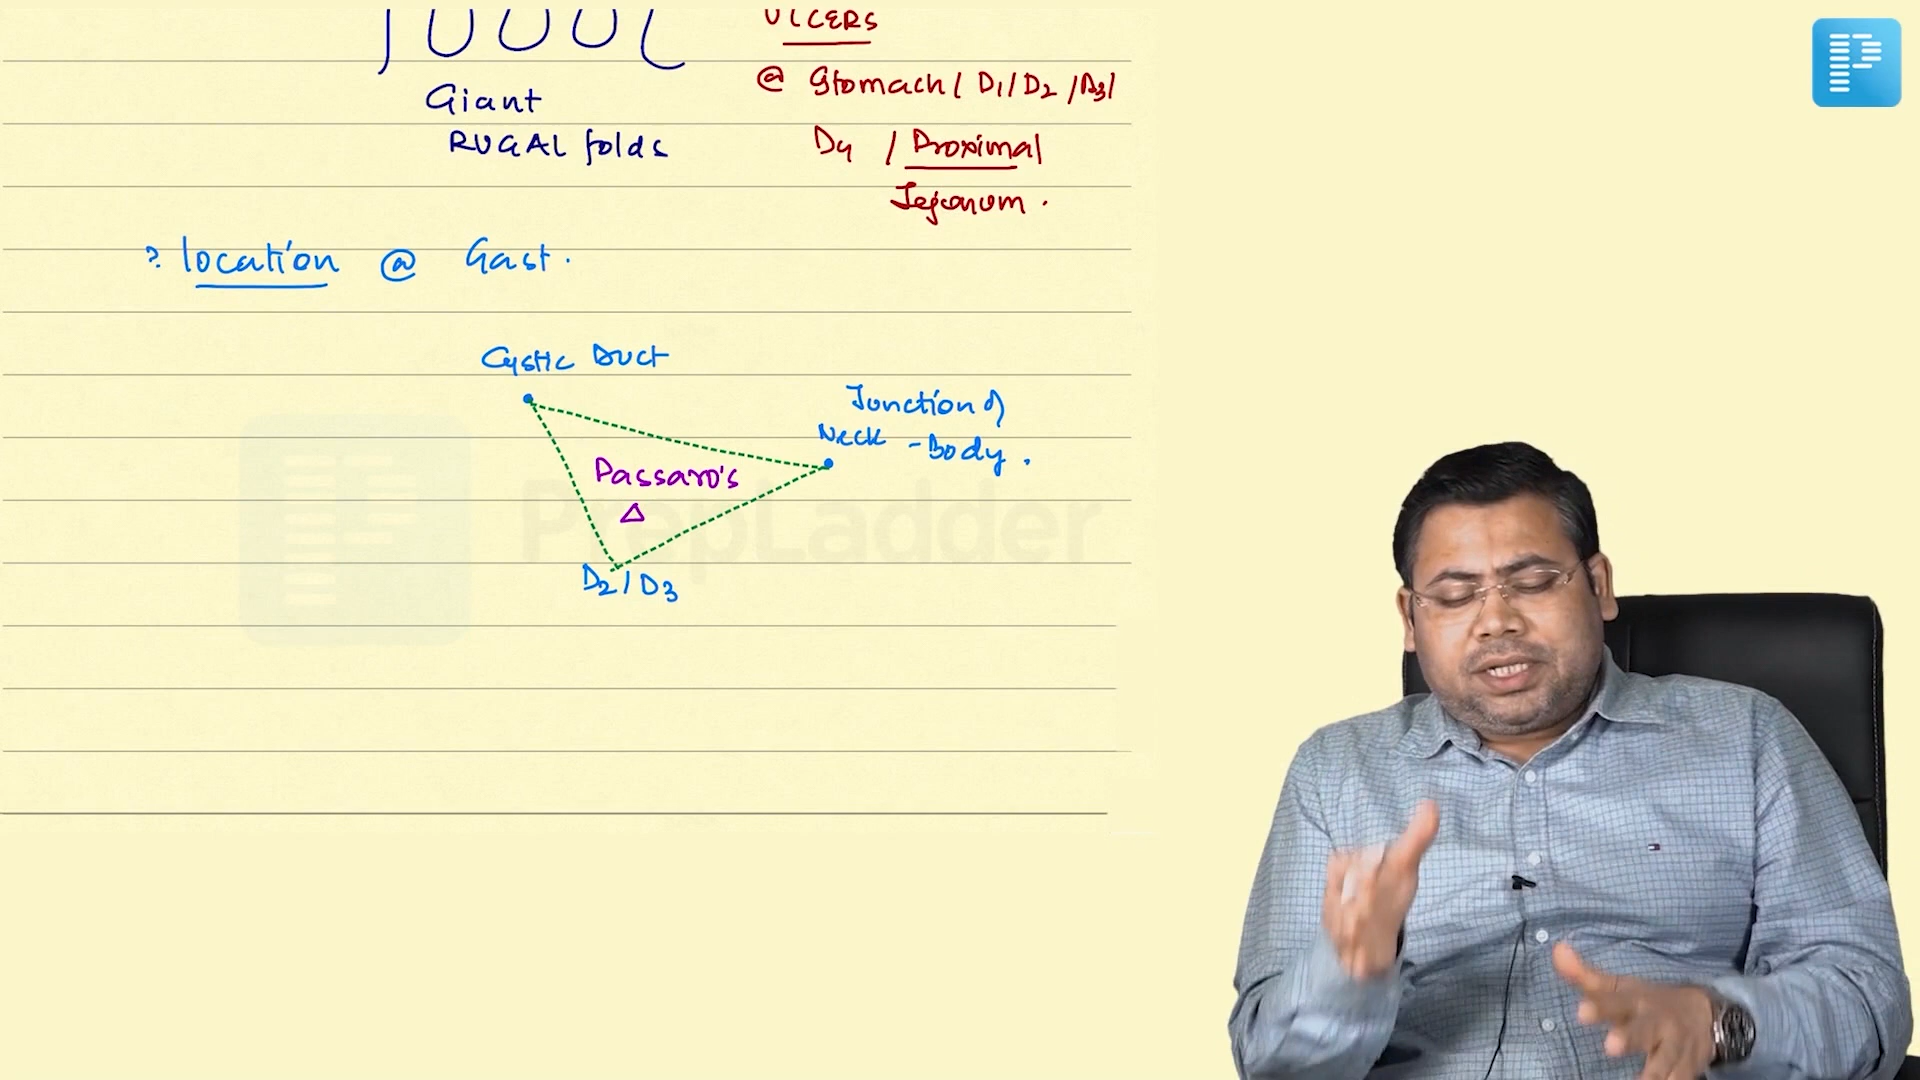 ULCERS
@ Stomach / D1 / D2 / D3 /
D4 / Proximal
Jejunum .
Giant
RUGAL folds
? location @ Gast .
Cystic Duct
Junction of
Neck - Body .
Passaro's
Δ
D2 / D3
PrepLadder